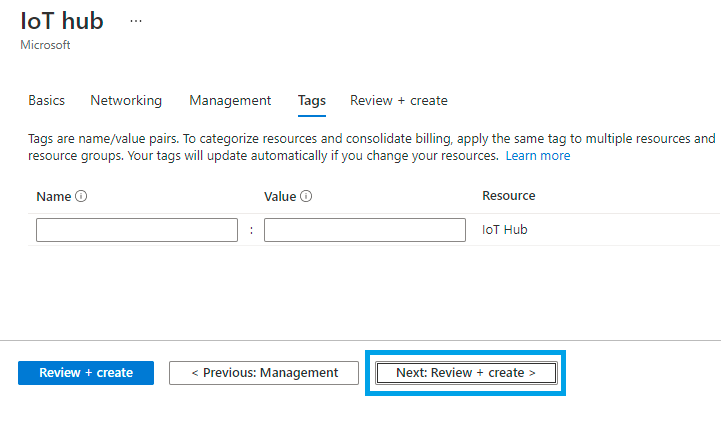 IoT hub ...
Microsoft
Basics Networking Management Tags Review + create
Tags are name/value pairs. To categorize resources and consolidate billing, apply the same tag to multiple resources and
resource groups. Your tags will update automatically if you change your resources. Learn more
Name Value Resource
: IoT Hub
Review + create < Previous: Management Next: Review + create >